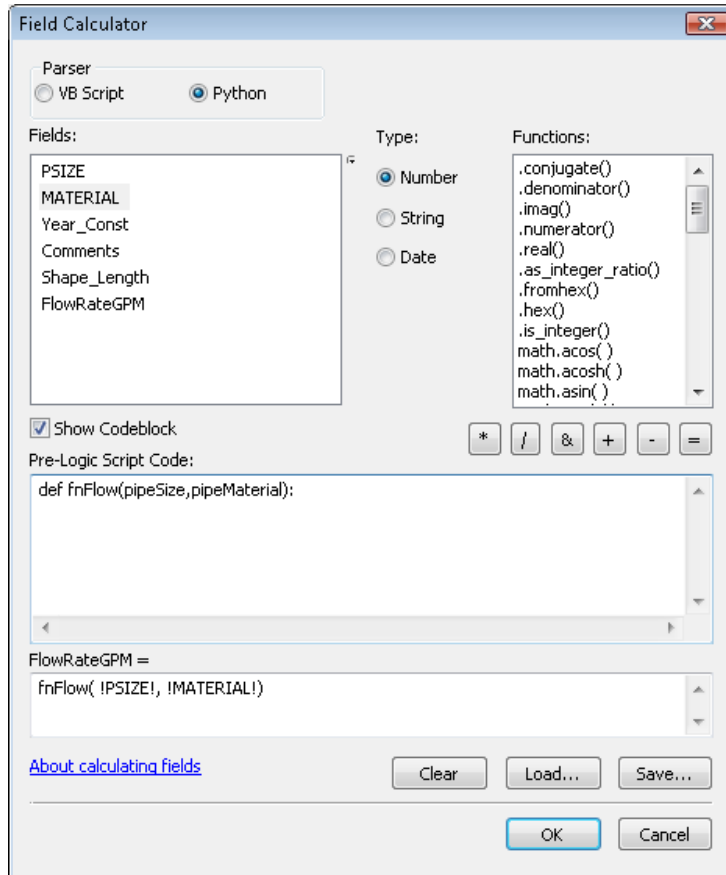 Field Calculator
Parser
VB Script
Python
Fields:
Type:
Functions:
PSIZE
MATERIAL
Year_Const
Comments
Shape_Length
FlowRateGPM
Number
String
Date
.conjugate()
.denominator()
.imag()
.numerator()
.real()
.as_integer_ratio()
.fromhex()
.hex()
.is_integer()
math.acos( )
math.acosh( )
math.asin( )
Show Codeblock
* / & + - =
Pre-Logic Script Code:
def fnFlow(pipeSize,pipeMaterial):
FlowRateGPM =
fnFlow( !PSIZE!, !MATERIAL!)
About calculating fields
Clear
Load...
Save...
OK
Cancel